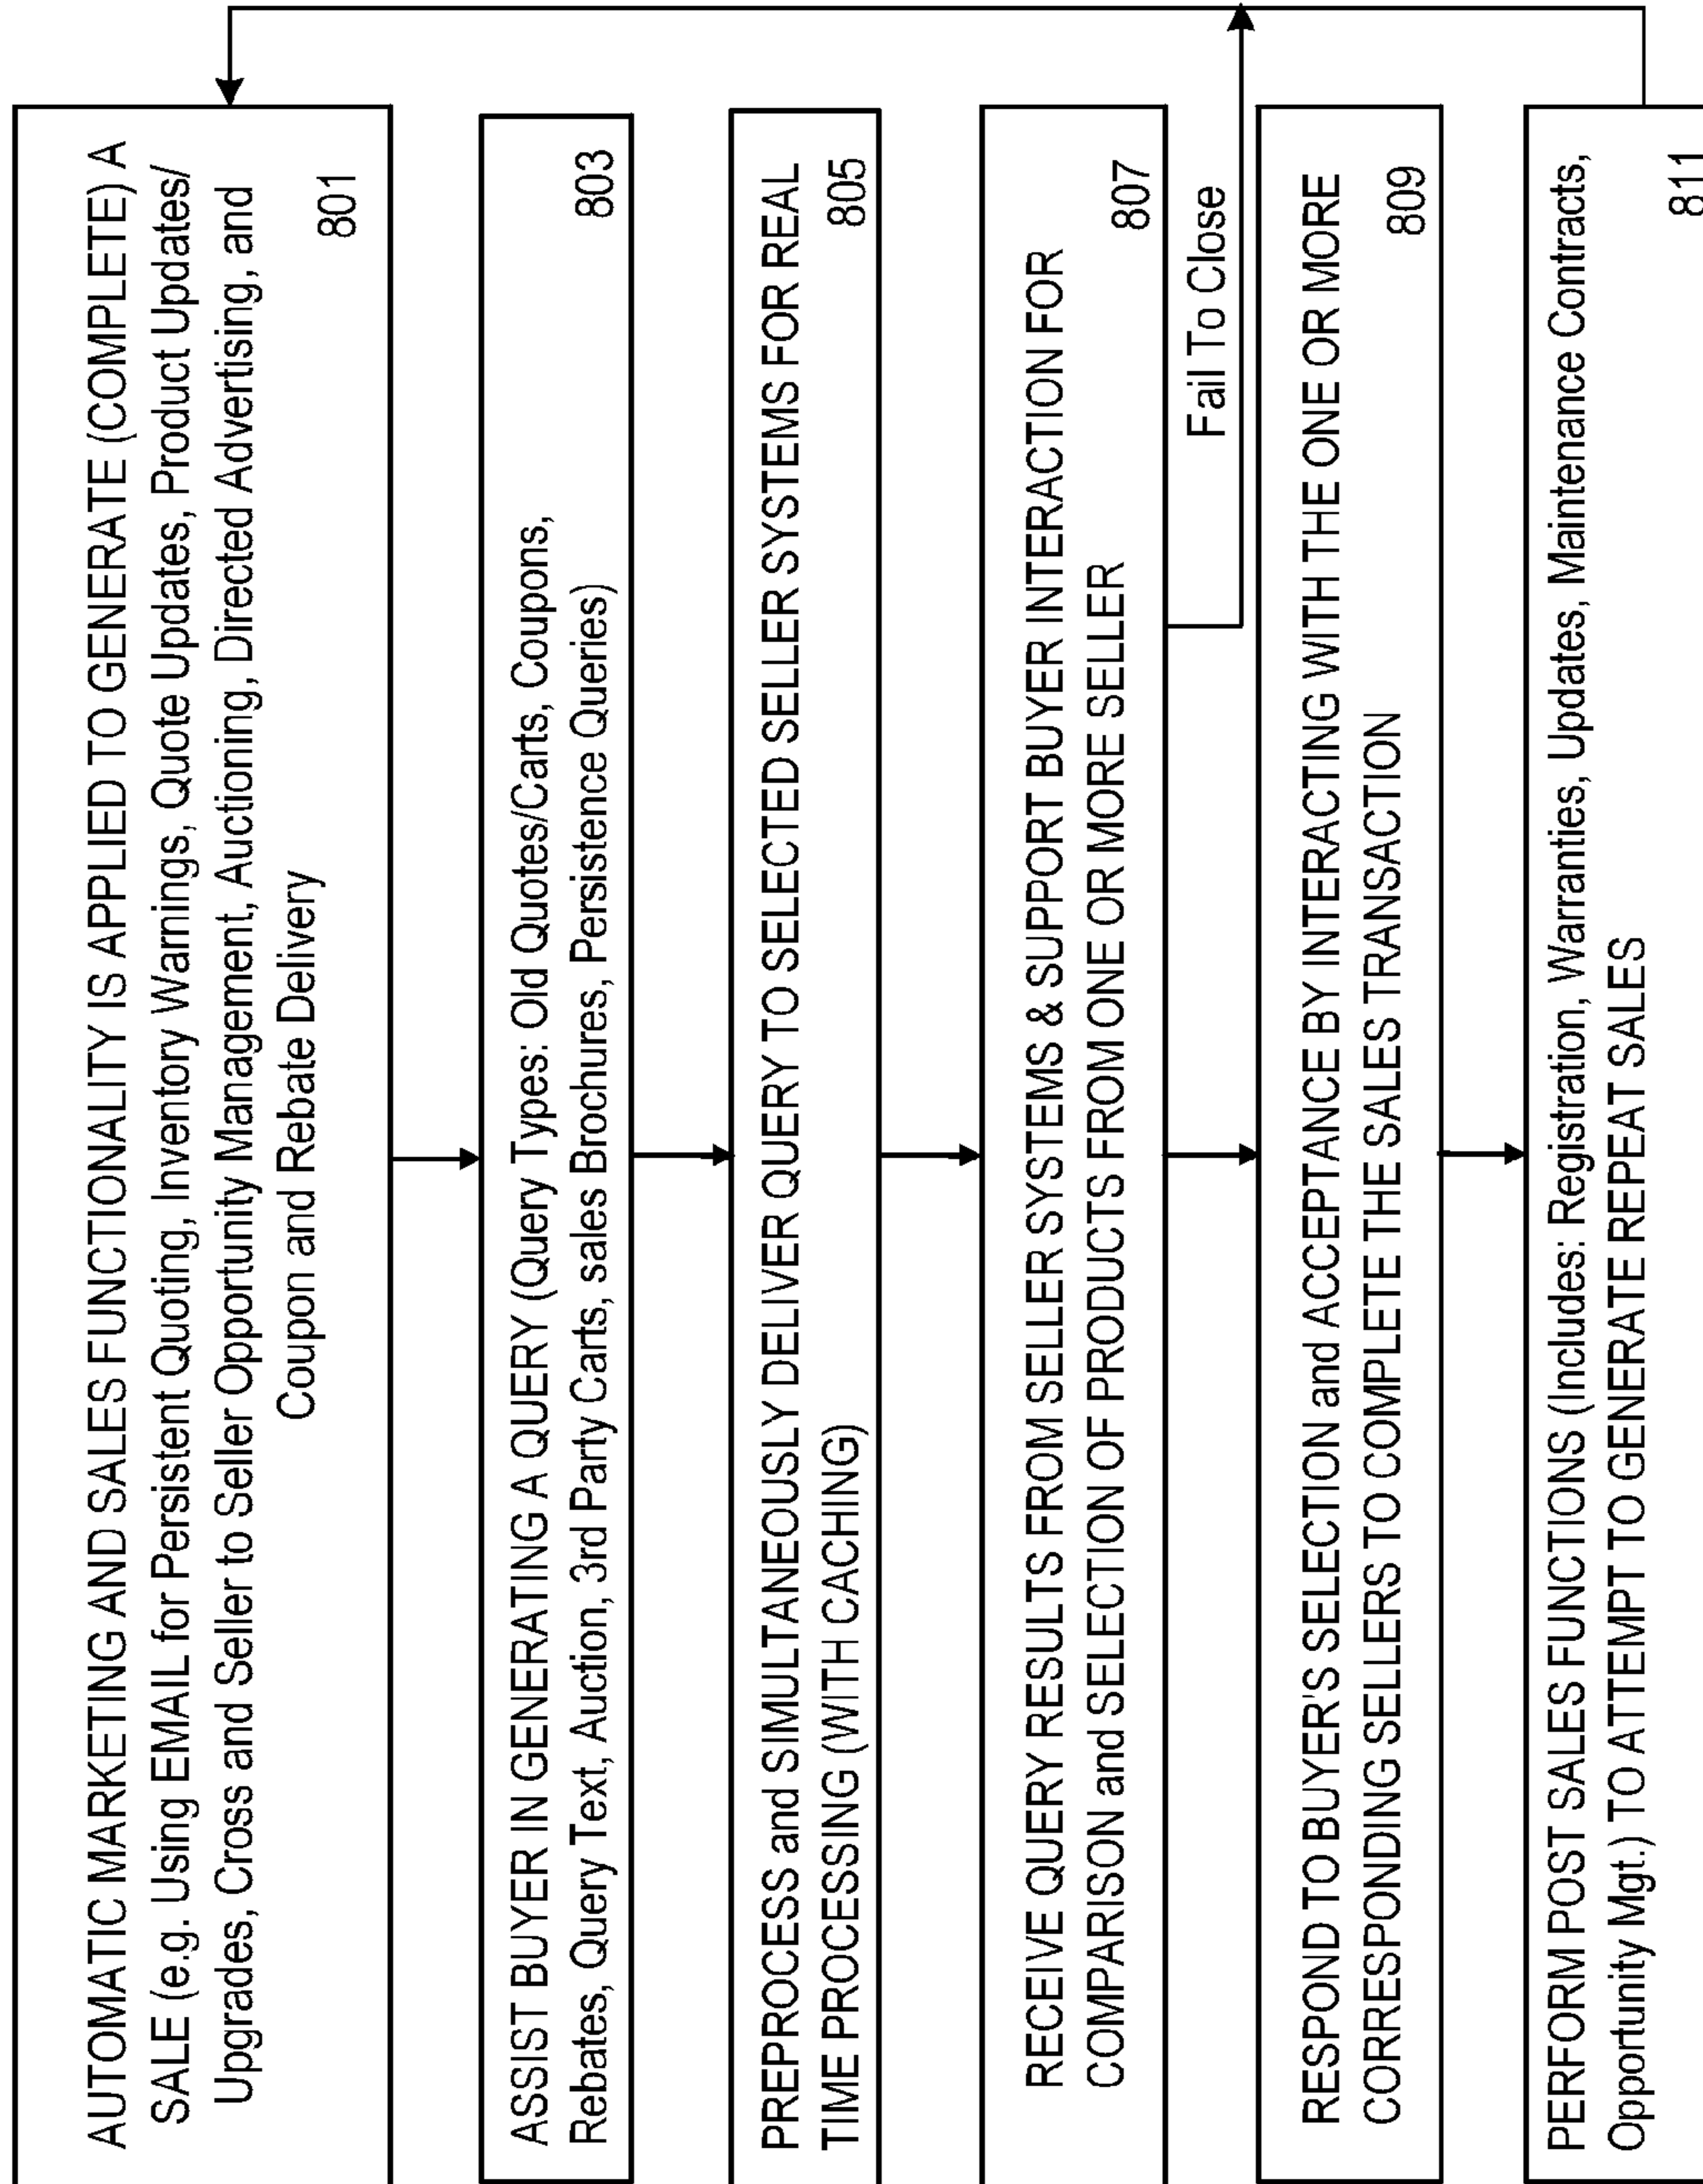 AUTOMATIC MARKETING AND SALES FUNCTIONALITY IS APPLIED TO GENERATE (COMPLETE) A
SALE (e.g. Using EMAIL for Persistent Quoting, Inventory Warnings, Quote Updates, Product Updates/
Upgrades, Cross and Seller to Seller Opportunity Management, Auctioning, Directed Advertising, and
Coupon and Rebate Delivery
801
ASSIST BUYER IN GENERATING A QUERY (Query Types: Old Quotes/Carts, Coupons,
Rebates, Query Text, Auction, 3rd Party Carts, sales Brochures, Persistence Queries)
803
PREPROCESS and SIMULTANEOUSLY DELIVER QUERY TO SELECTED SELLER SYSTEMS FOR REAL
TIME PROCESSING (WITH CACHING)
805
RECEIVE QUERY RESULTS FROM SELLER SYSTEMS & SUPPORT BUYER INTERACTION FOR
COMPARISON and SELECTION OF PRODUCTS FROM ONE OR MORE SELLER
807
Fail To Close
RESPOND TO BUYER'S SELECTION and ACCEPTANCE BY INTERACTING WITH THE ONE OR MORE
CORRESPONDING SELLERS TO COMPLETE THE SALES TRANSACTION
809
PERFORM POST SALES FUNCTIONS (Includes: Registration, Warranties, Updates, Maintenance Contracts,
Opportunity Mgt.) TO ATTEMPT TO GENERATE REPEAT SALES
811